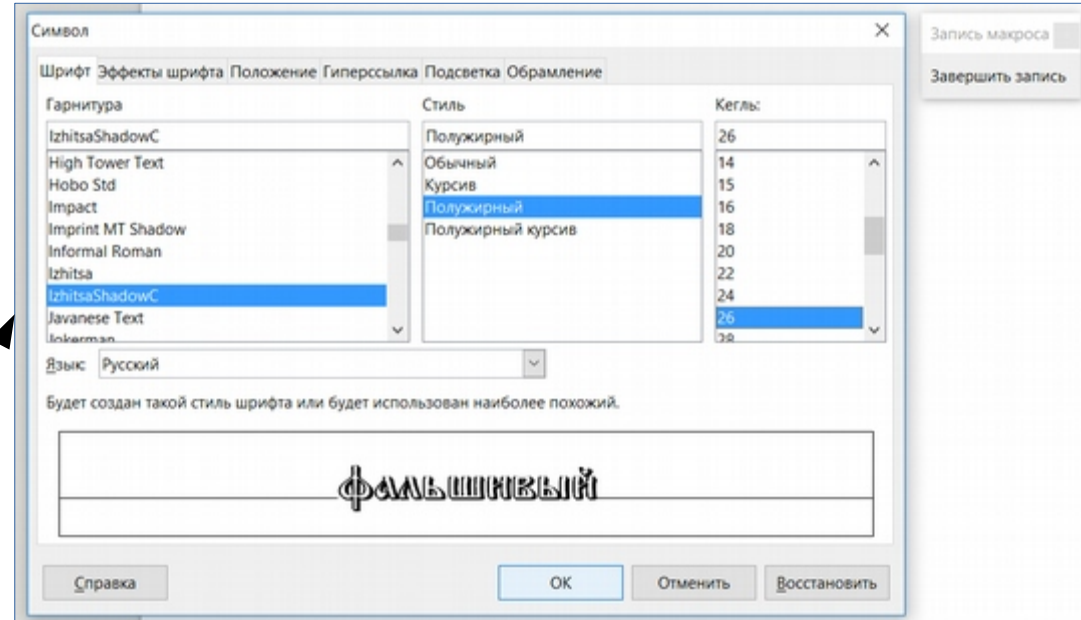 Символ
Запись макроса
Завершить запись
Шрифт Эффекты шрифта Положение Гиперссылка Подсветка Обрамление
Гарнитура Стиль Кегль:
IzhitsaShadowC Полужирный 26
High Tower Text Обычный 14
Hobo Std Курсив 15
Impact Полужирный 16
Imprint MT Shadow Полужирный курсив 18
Informal Roman 20
Izhitsa 22
IzhitsaShadowC 24
Javanese Text 26
Jokerman 28
Язык: Русский
Будет создан такой стиль шрифта или будет использован наиболее похожий.
фальшивый
Справка OK Отменить Восстановить